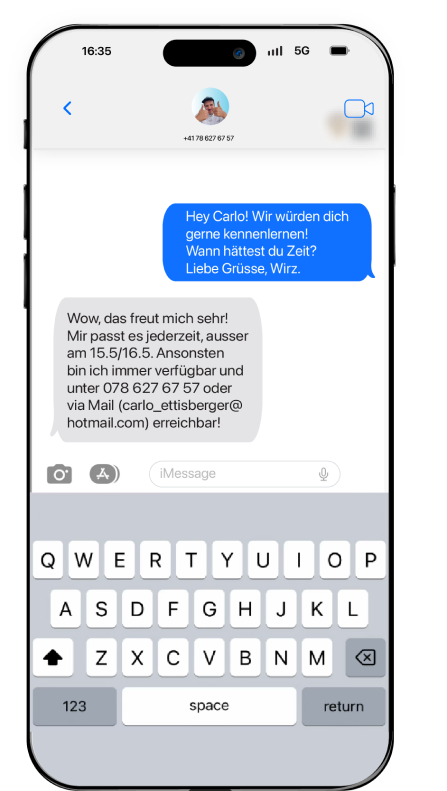 16:35
5G
+41 78 627 67 57
Hey Carlo! Wir würden dich
gerne kennenlernen!
Wann hättest du Zeit?
Liebe Grüsse, Wirz.
Wow, das freut mich sehr!
Mir passt es jederzeit, ausser
am 15.5/16.5. Ansonsten
bin ich immer verfügbar und
unter 078 627 67 57 oder
via Mail (carlo_ettisberger@
hotmail.com) erreichbar!
iMessage
Q W E R T Y U I O P
A S D F G H J K L
Z X C V B N M
123 space return